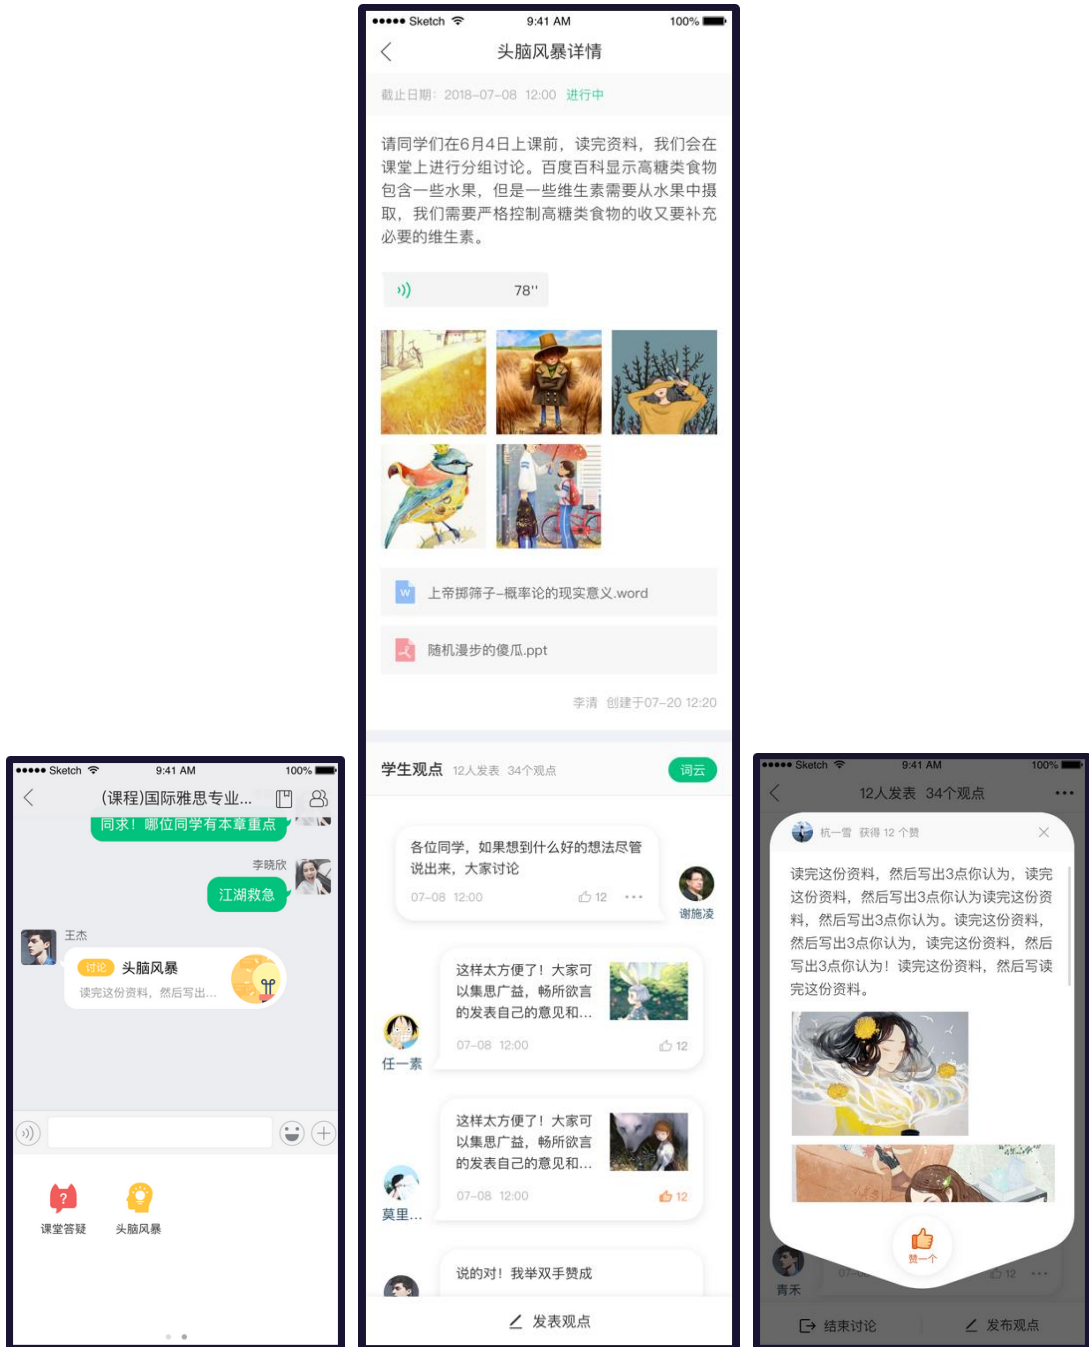 ●●●●● Sketch 9:41 AM 100%
(课程)国际雅思专业...
同求！哪位同学有本章重点
李晓欣
江湖救急
王杰
讨论 头脑风暴
读完这份资料，然后写出...
课堂答疑 头脑风暴
●●●●● Sketch 9:41 AM 100%
头脑风暴详情
截止日期：2018-07-08 12:00 进行中
请同学们在6月4日上课前，读完资料，我们会在
课堂上进行分组讨论。百度百科显示高糖类食物
包含一些水果，但是一些维生素需要从水果中摄
取，我们需要严格控制高糖类食物的收又要补充
必要的维生素。
78''
W 上帝掷筛子-概率论的现实意义.word
随机漫步的傻瓜.ppt
李清 创建于07-20 12:20
学生观点 12人发表 34个观点 词云
各位同学，如果想到什么好的想法尽管
说出来，大家讨论
07-08 12:00 12
谢施凌
这样太方便了！大家可
以集思广益，畅所欲言
的发表自己的意见和...
07-08 12:00 12
任一素
这样太方便了！大家可
以集思广益，畅所欲言
的发表自己的意见和...
07-08 12:00 12
莫里...
说的对！我举双手赞成
发表观点
●●●●● Sketch 9:41 AM 100%
12人发表 34个观点
杭一雪 获得 12 个赞
读完这份资料，然后写出3点你认为，读完
这份资料，然后写出3点你认为读完这份资
料，然后写出3点你认为。读完这份资料，
然后写出3点你认为，读完这份资料，然后
写出3点你认为！读完这份资料，然后写读
完这份资料。
赞一个
07- 12
青禾
结束讨论 发布观点